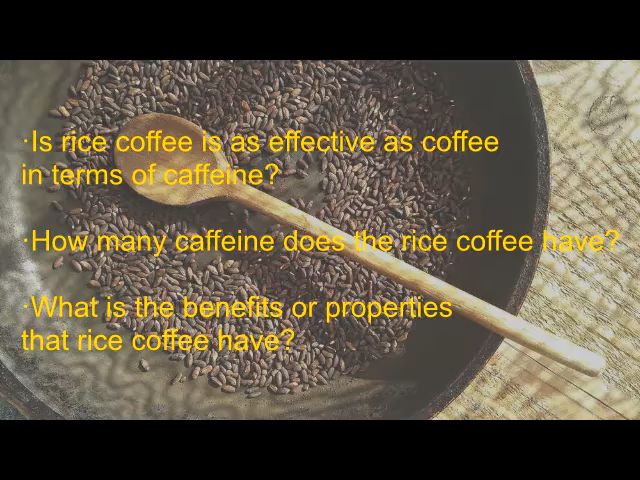 ·Is rice coffee is as effective as coffee
in terms of caffeine?
·How many caffeine does the rice coffee have?
·What is the benefits or properties
that rice coffee have?